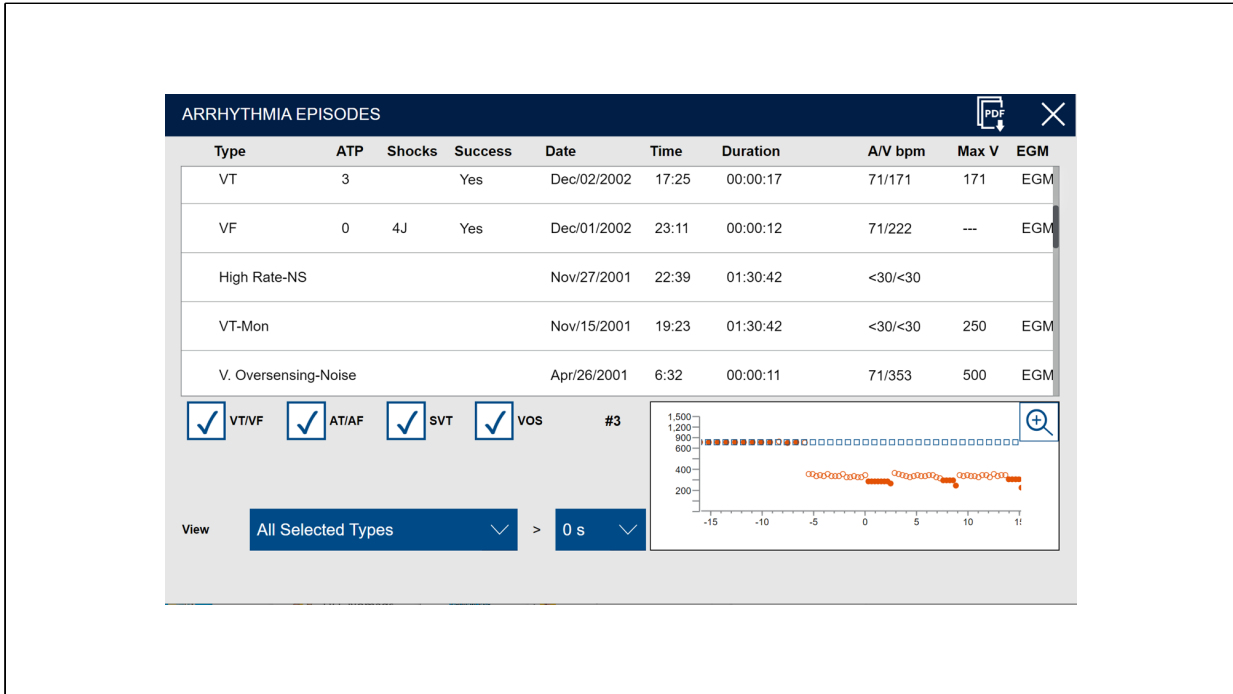 ARRHYTHMIA EPISODES PDF
Type ATP Shocks Success Date Time Duration A/V bpm Max V EGM
VT 3 Yes Dec/02/2002 17:25 00:00:17 71/171 171 EGM
VF 0 4J Yes Dec/01/2002 23:11 00:00:12 71/222 --- EGM
High Rate-NS Nov/27/2001 22:39 01:30:42 <30/<30
VT-Mon Nov/15/2001 19:23 01:30:42 <30/<30 250 EGM
V. Oversensing-Noise Apr/26/2001 6:32 00:00:11 71/353 500 EGM
VT/VF AT/AF SVT VOS #3
1,500
1,200
900
600
400
200
-15 -10 -5 0 5 10
View All Selected Types > 0 s